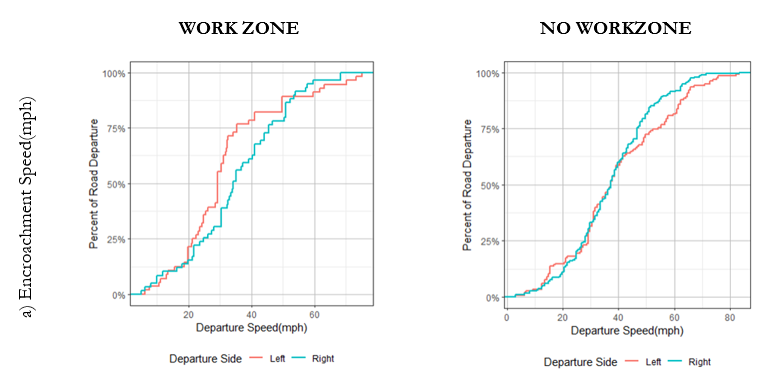 WORK ZONE
NO WORKZONE
a) Encroachment Speed(mph)
Percent of Road Departure
100%
75%
50%
25%
0%
20
40
60
Departure Speed(mph)
Departure Side Left Right
Percent of Road Departure
100%
75%
50%
25%
0%
0
20
40
60
80
Departure Speed(mph)
Departure Side Left Right